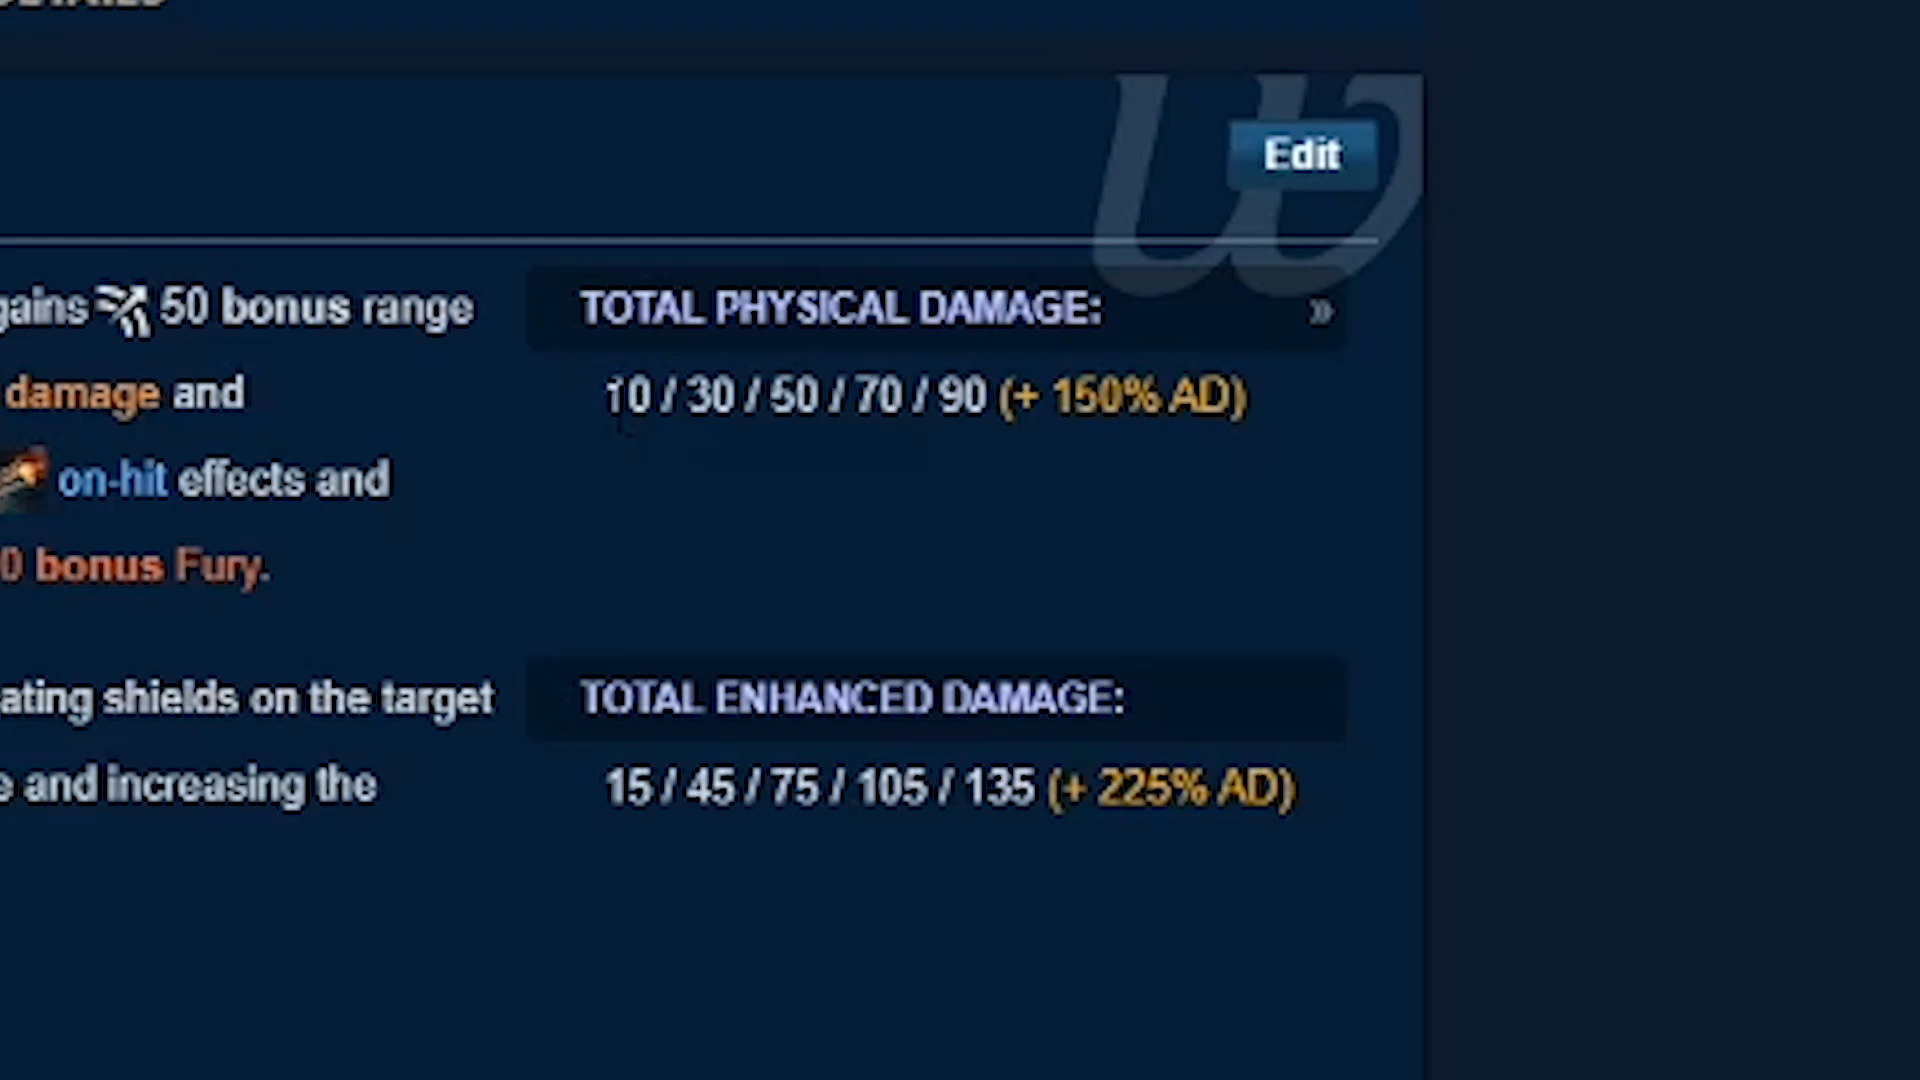 Edit
gains 50 bonus range
damage and
on-hit effects and
0 bonus Fury.
ating shields on the target
e and increasing the
TOTAL PHYSICAL DAMAGE: »
10 / 30 / 50 / 70 / 90 (+ 150% AD)
TOTAL ENHANCED DAMAGE:
15 / 45 / 75 / 105 / 135 (+ 225% AD)